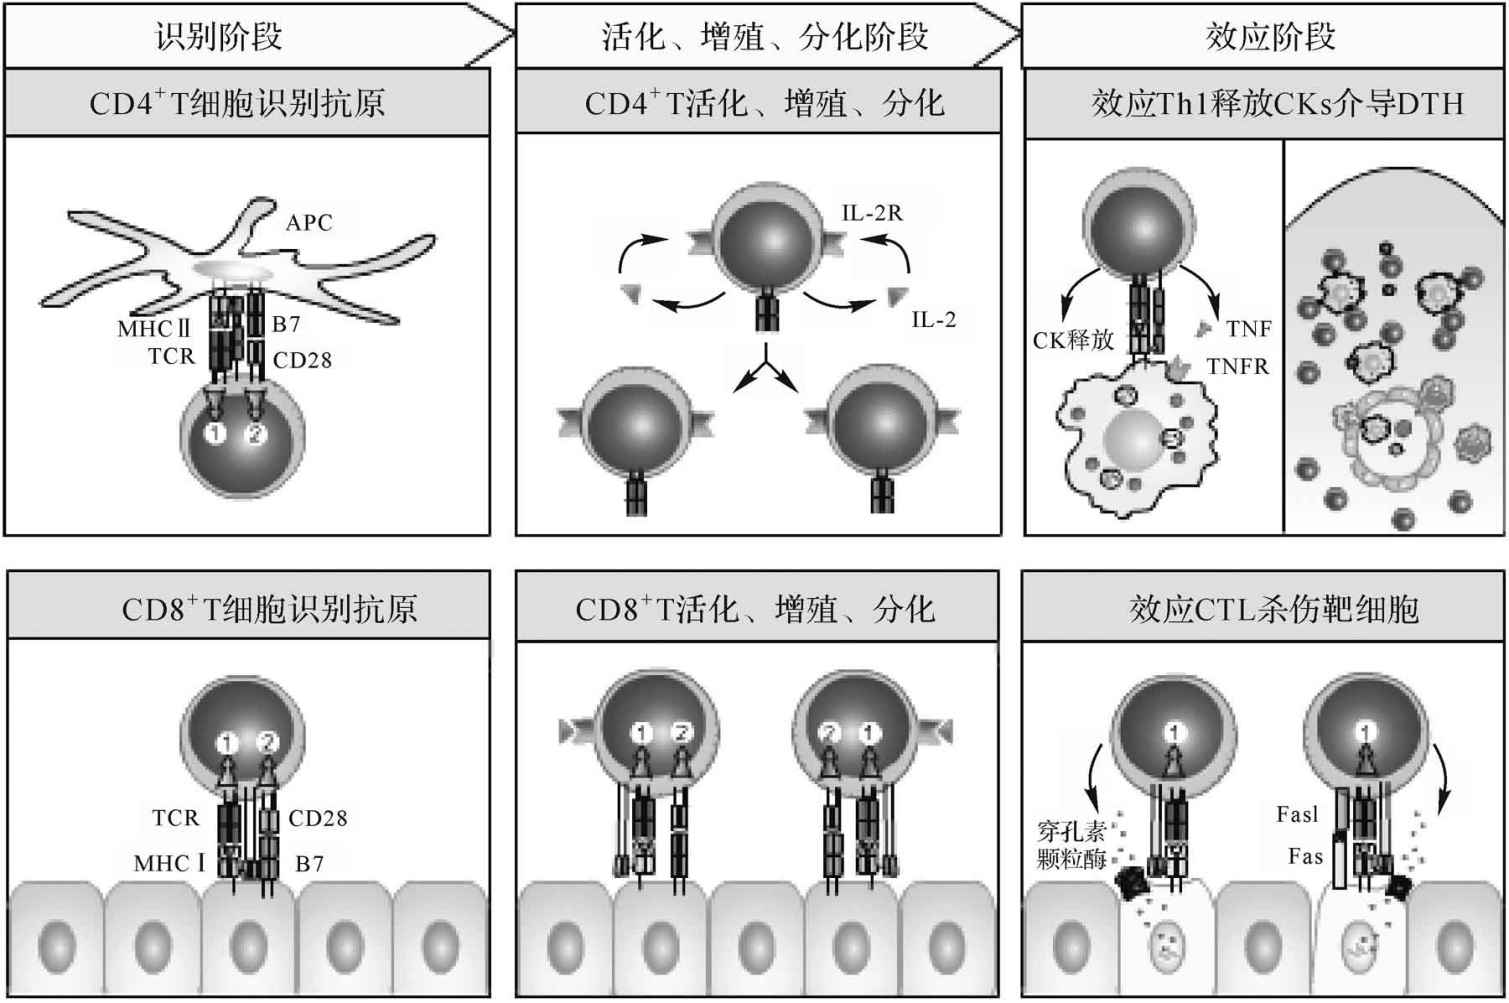 识别阶段
活化、增殖、分化阶段
效应阶段
CD4+T细胞识别抗原
CD4+T活化、增殖、分化
效应Th1释放CKs介导DTH
APC
MHCⅡ
B7
TCR
CD28
1
2
IL-2R
IL-2
CK释放
TNF
TNFR
CD8+T细胞识别抗原
CD8+T活化、增殖、分化
效应CTL杀伤靶细胞
1
2
TCR
CD28
MHCⅠ
B7
1
2
2
1
1
穿孔素
颗粒酶
1
Fasl
Fas